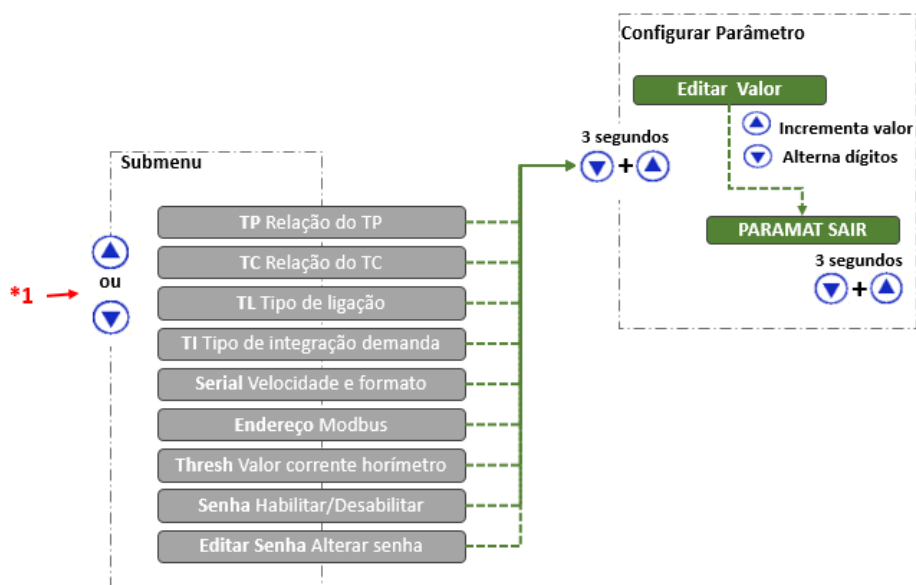 Configurar Parâmetro
Editar Valor
Incrementa valor
Alterna dígitos
3 segundos
+
PARAMAT SAIR
3 segundos
+
Submenu
*1
ou
TP Relação do TP
TC Relação do TC
TL Tipo de ligação
TI Tipo de integração demanda
Serial Velocidade e formato
Endereço Modbus
Thresh Valor corrente horímetro
Senha Habilitar/Desabilitar
Editar Senha Alterar senha